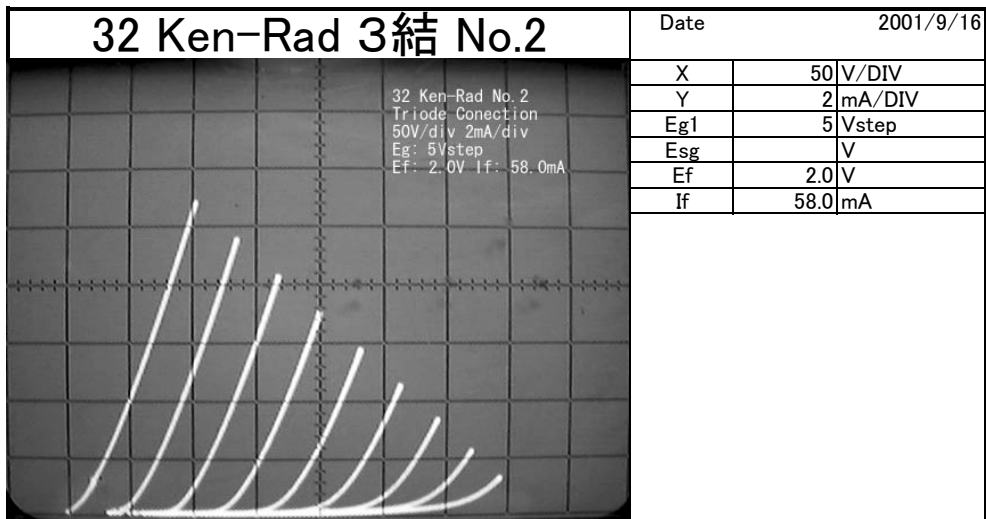 32 Ken-Rad 3結 No.2
Date 2001/9/16
X 50 V/DIV
Y 2 mA/DIV
Eg1 5 Vstep
Esg V
Ef 2.0 V
If 58.0 mA
32 Ken-Rad No.2
Triode Conection
50V/div 2mA/div
Eg: 5Vstep
Ef: 2.0V If: 58.0mA